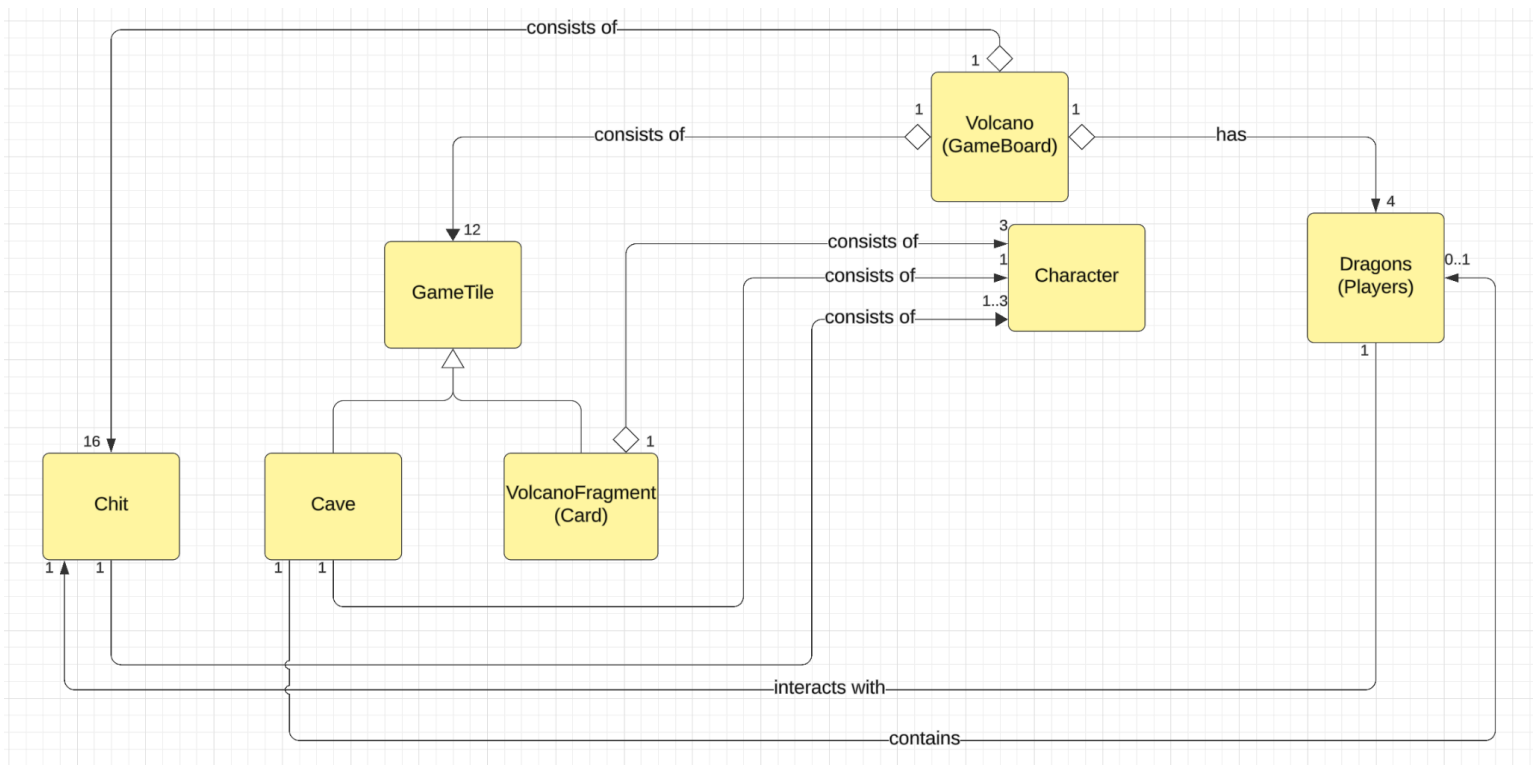 consists of
1
Volcano
(GameBoard)
1
1
consists of
has
4
12
GameTile
3
consists of
1
consists of
1..3
consists of
Character
Dragons
(Players)
0..1
1
16
1
Chit
Cave
VolcanoFragment
(Card)
1
1
1
1
interacts with
contains